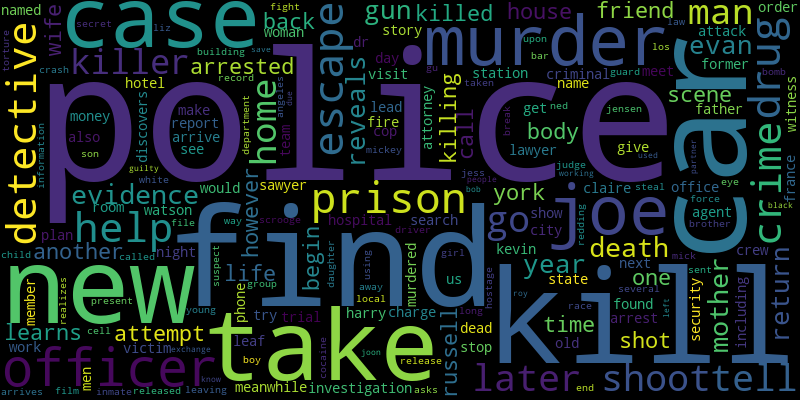 named secret fight case back gun killed house friend man order
wife liz woman story law
torture killer building save escape murder car drug evan attack former
crash arrested record dr day visit station upon bar los guard criminal meet bomb
detective hotel police home reveals gu taken name scene
money discovers make report department angeles due lead fire cop attorney killing call break get ned jensen body father witness
also arrive see team mickey lawyer give crime
information son guilty white jess bob people judge working used partner
evidence would sawyer prison york claire steal office eye black france
room watson file way scrooge hospital search go show city joe agent force brother
help however find driver redding mick
plan another night begin murdered girl kevin death crew
child called suspect life daughter using away us year next sent
new member realizes present cell young group phone local hostage roy state race several one found mother security including return
learns attempt try trial harry charge russell long dead time arrest left
work victim exchange leaf take stop old shot
officer men boy know cocaine joon release kill
arrives film inmate released leaving meanwhile investigation asks later end shoot tell